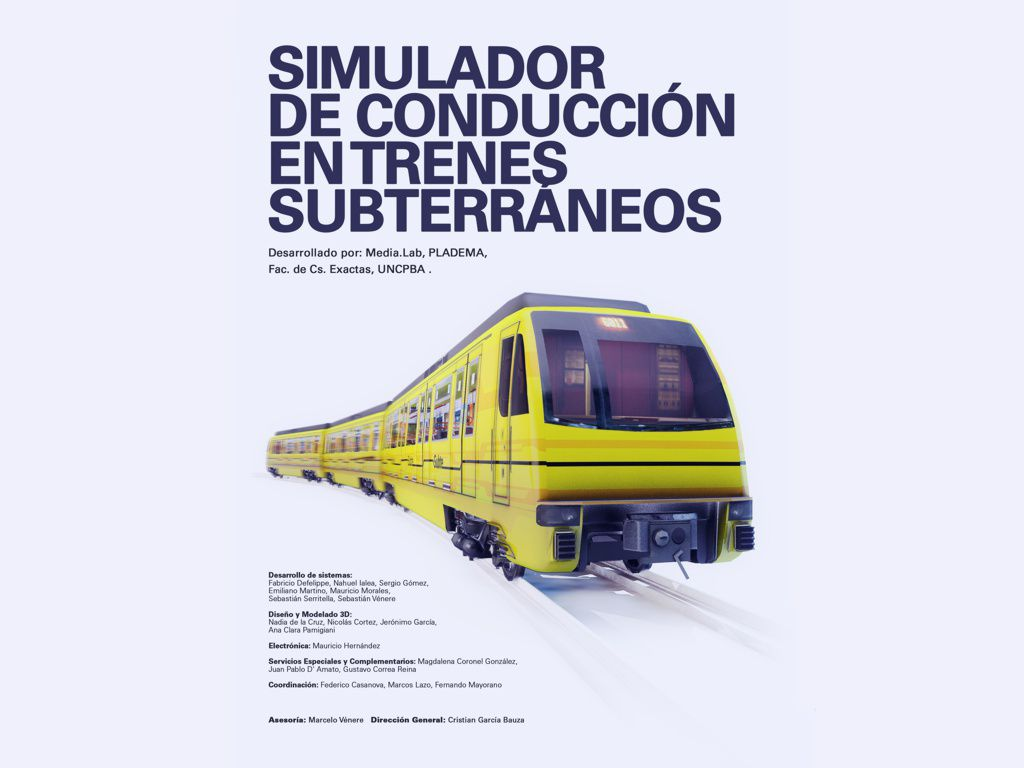 SIMULADOR
DE CONDUCCIÓN
EN TRENES
SUBTERRÁNEOS
Desarrollado por: Media.Lab, PLADEMA,
Fac. de Cs. Exactas, UNCPBA .
Subte
Desarrollo de sistemas:
Fabricio Defelippe, Nahuel Ialea, Sergio Gómez,
Emiliano Martino, Mauricio Morales,
Sebastián Serritella, Sebastián Vénere
Diseño y Modelado 3D:
Nadia de la Cruz, Nicolás Cortez, Jerónimo García,
Ana Clara Pamigiani
Electrónica: Mauricio Hernández
Servicios Especiales y Complementarios: Magdalena Coronel González,
Juan Pablo D' Amato, Gustavo Correa Reina
Coordinación: Federico Casanova, Marcos Lazo, Fernando Mayorano
Asesoría: Marcelo Vénere Dirección General: Cristian García Bauza